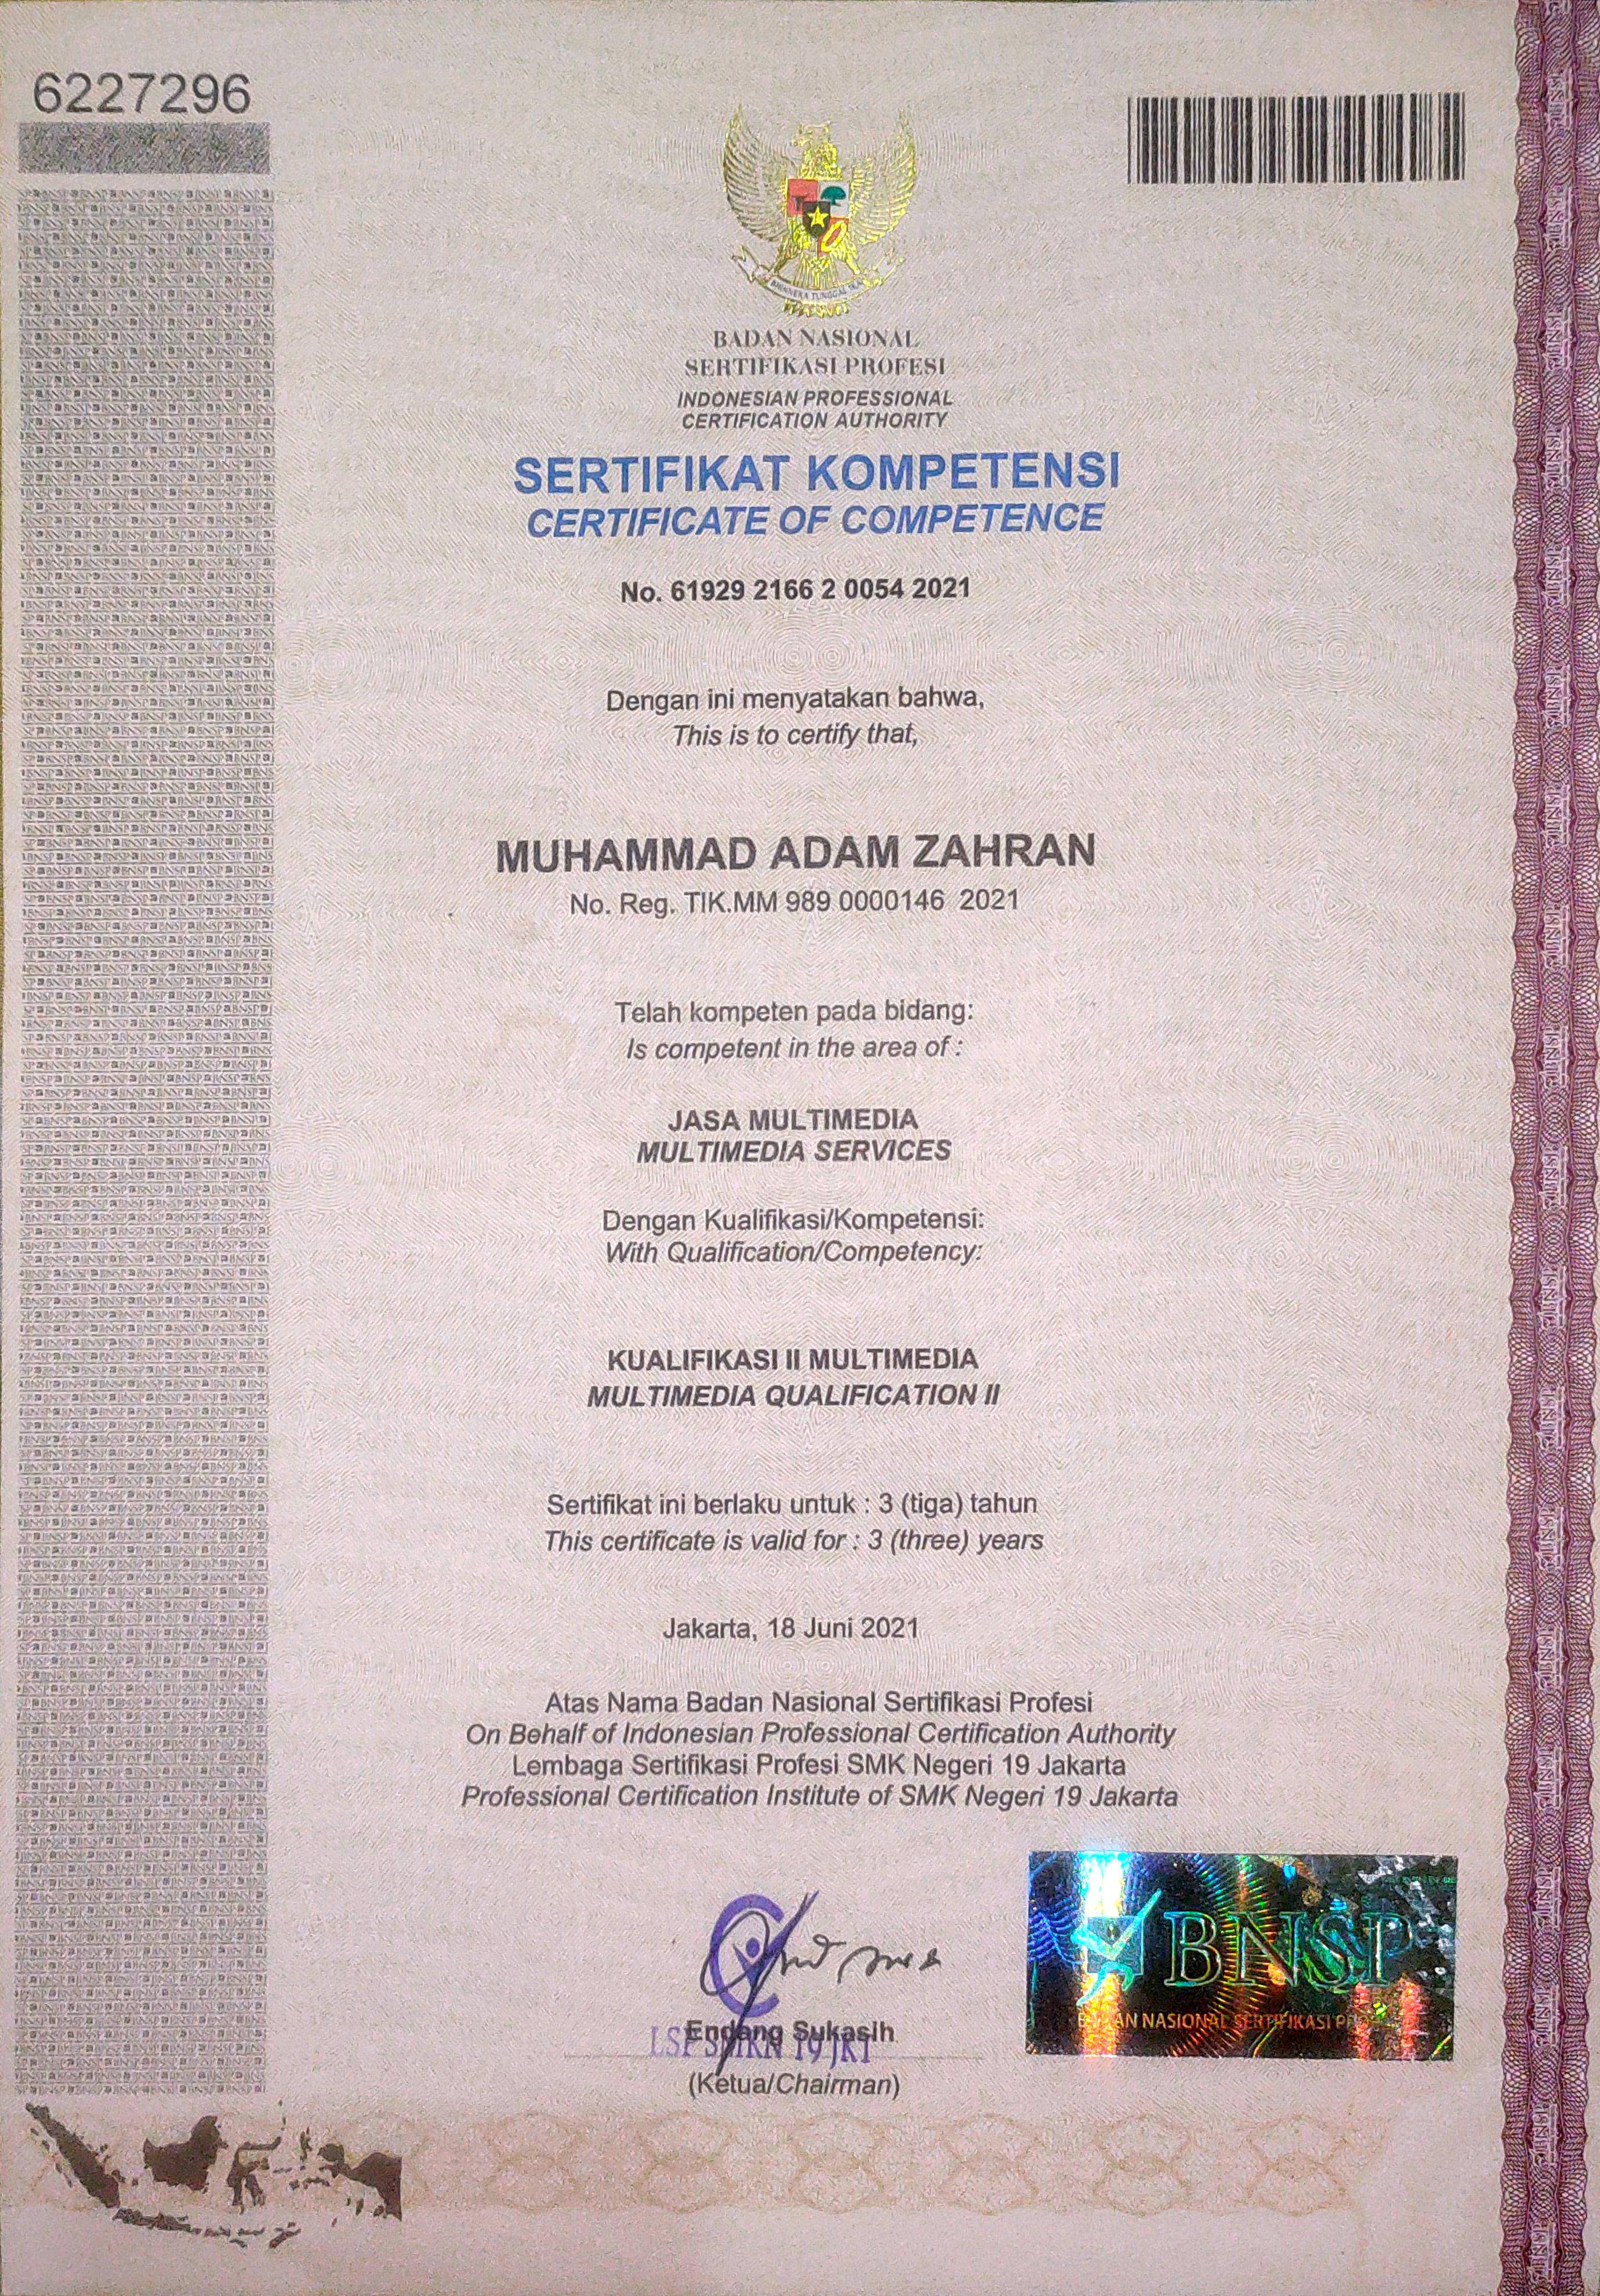 6227296
BHINNEKA TUNGGAL IKA
BADAN NASIONAL
SERTIFIKASI PROFESI
INDONESIAN PROFESSIONAL
CERTIFICATION AUTHORITY
SERTIFIKAT KOMPETENSI
CERTIFICATE OF COMPETENCE
No. 61929 2166 2 0054 2021
Dengan ini menyatakan bahwa,
This is to certify that,
MUHAMMAD ADAM ZAHRAN
No. Reg. TIK.MM 989 0000146 2021
Telah kompeten pada bidang:
Is competent in the area of :
JASA MULTIMEDIA
MULTIMEDIA SERVICES
Dengan Kualifikasi/Kompetensi:
With Qualification/Competency:
KUALIFIKASI II MULTIMEDIA
MULTIMEDIA QUALIFICATION II
Sertifikat ini berlaku untuk : 3 (tiga) tahun
This certificate is valid for : 3 (three) years
Jakarta, 18 Juni 2021
Atas Nama Badan Nasional Sertifikasi Profesi
On Behalf of Indonesian Professional Certification Authority
Lembaga Sertifikasi Profesi SMK Negeri 19 Jakarta
Professional Certification Institute of SMK Negeri 19 Jakarta
BNSP
BADAN NASIONAL SERTIFIKASI
Endang Sukasih
LSP SMKN 19 JKT
(Ketua/Chairman)